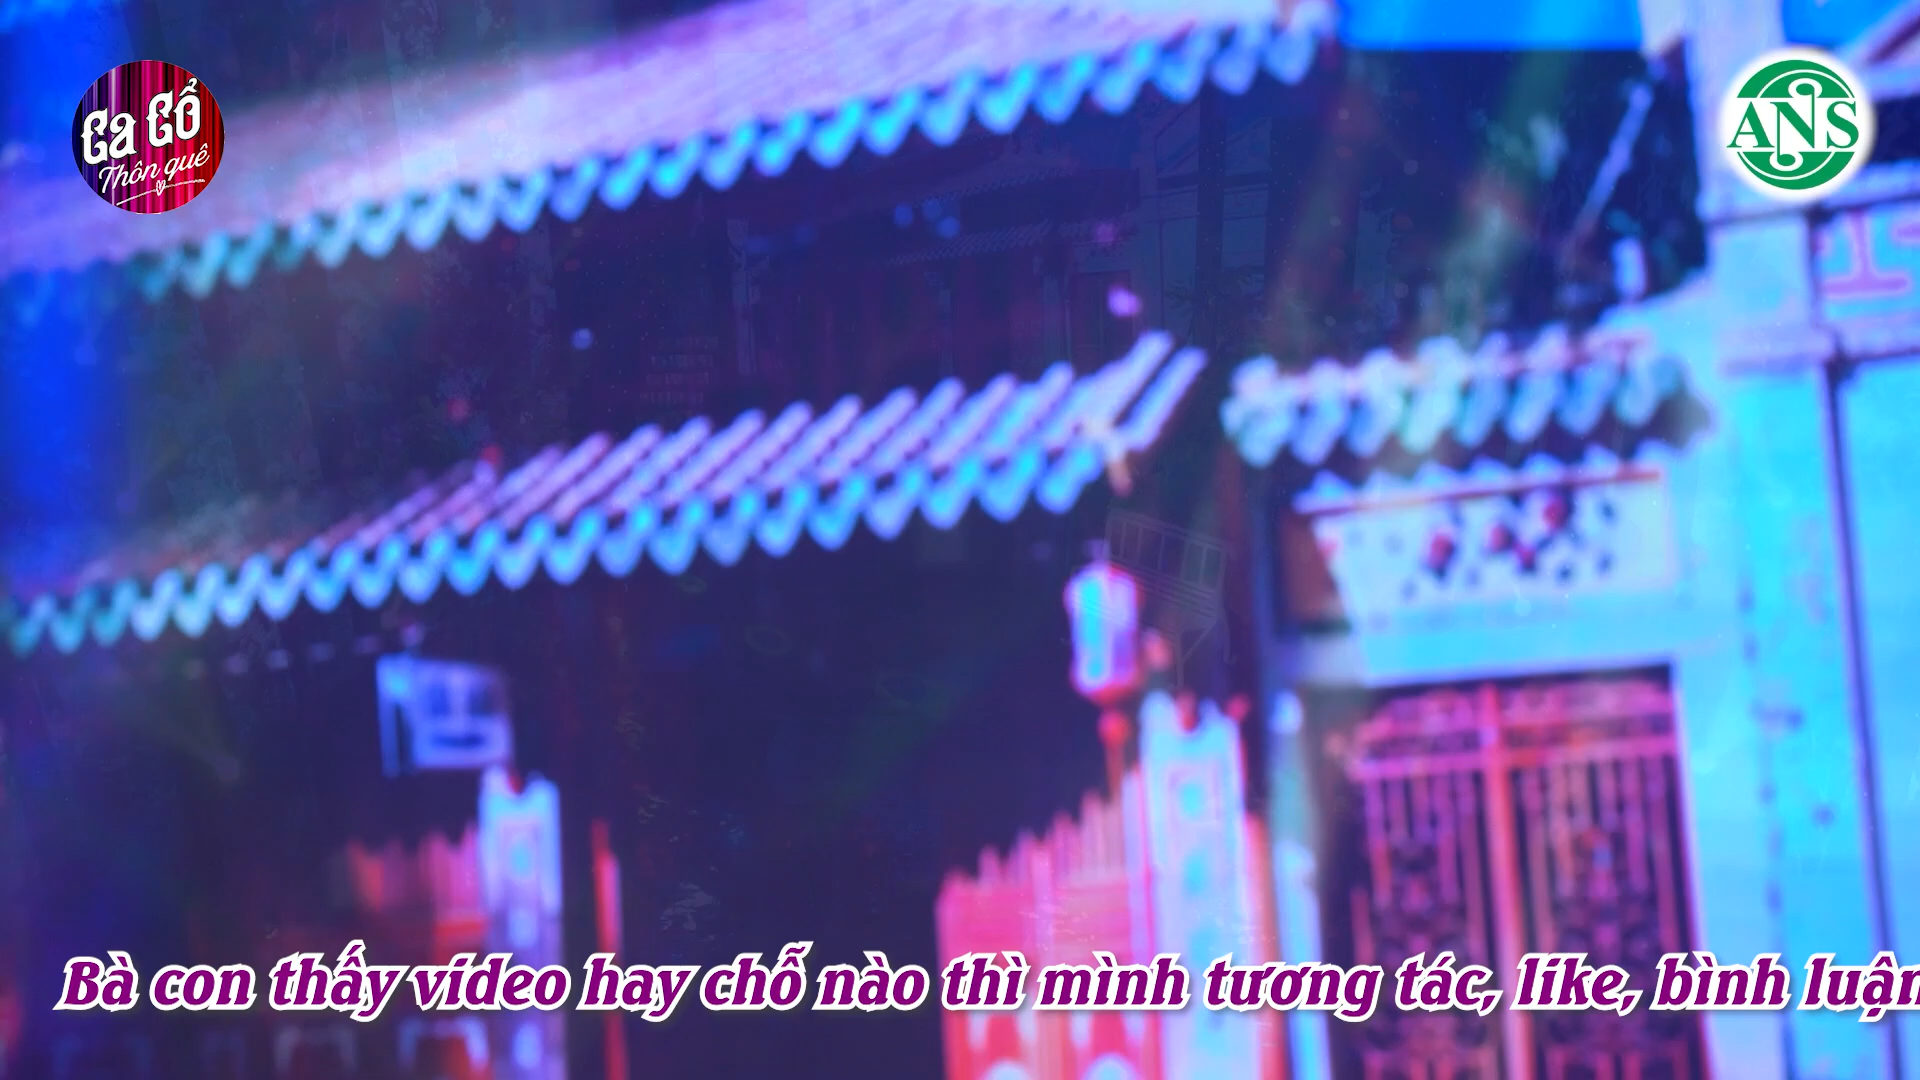 Ca Cổ
Thôn quê
ANS
Bà con thấy video hay chỗ nào thì mình tương tác, like, bình luận